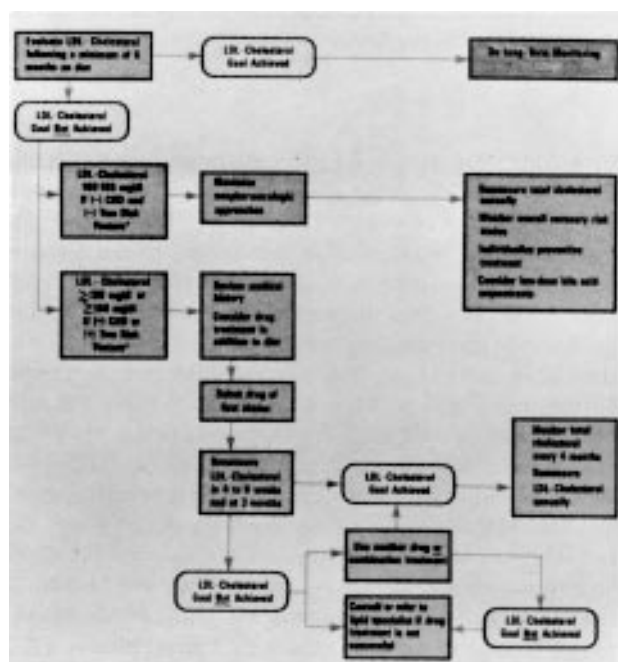 Evaluate LDL-Cholesterol
following a minimum of 6
months on diet
LDL-Cholesterol
Goal Achieved
Do Long-Term Monitoring
LDL-Cholesterol
Goal Not Achieved
LDL-Cholesterol
mg/dl
If (-) CHD and
(-) Two Risk
Factors*
Maximize
nonpharmacologic
approaches
Remeasure total cholesterol
annually
Monitor overall coronary risk
status
Individualize preventive
treatment
Consider low-dose bile acid
sequestrants
LDL-Cholesterol
mg/dl or
≥160 mg/dl
If (+) CHD or
(+) Two Risk
Factors*
Review medical
history
Consider drug
treatment in
addition to diet
Select drug of
first choice
Remeasure
LDL-Cholesterol
in 4 to 6 weeks
and at 3 months
LDL-Cholesterol
Goal Achieved
Monitor total
cholesterol
every 4 months
Remeasure
LDL-Cholesterol
annually
LDL-Cholesterol
Goal Not Achieved
Use another drug or
combination treatment
Consult or refer to
lipid specialist if drug
treatment is not
successful
LDL-Cholesterol
Goal Not Achieved